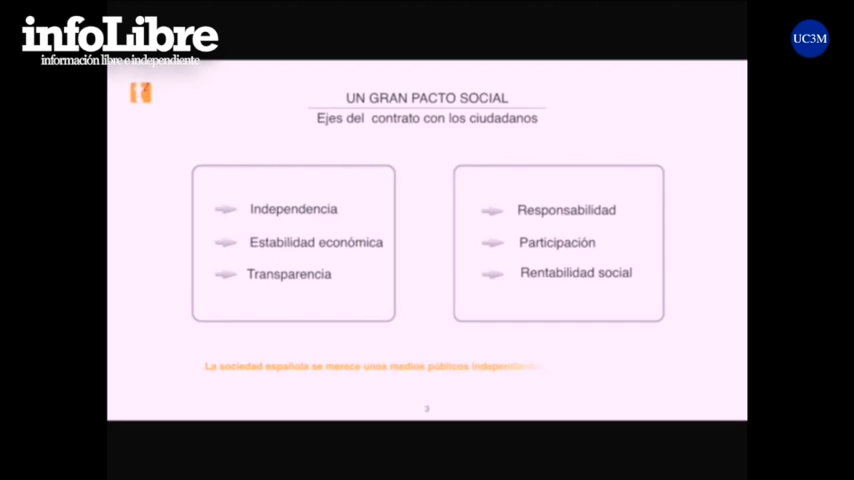 infoLibre
información libre e independiente
UC3M
UN GRAN PACTO SOCIAL
Ejes del contrato con los ciudadanos
Independencia
Estabilidad económica
Transparencia
Responsabilidad
Participación
Rentabilidad social
La sociedad española se merece unos medios públicos
3